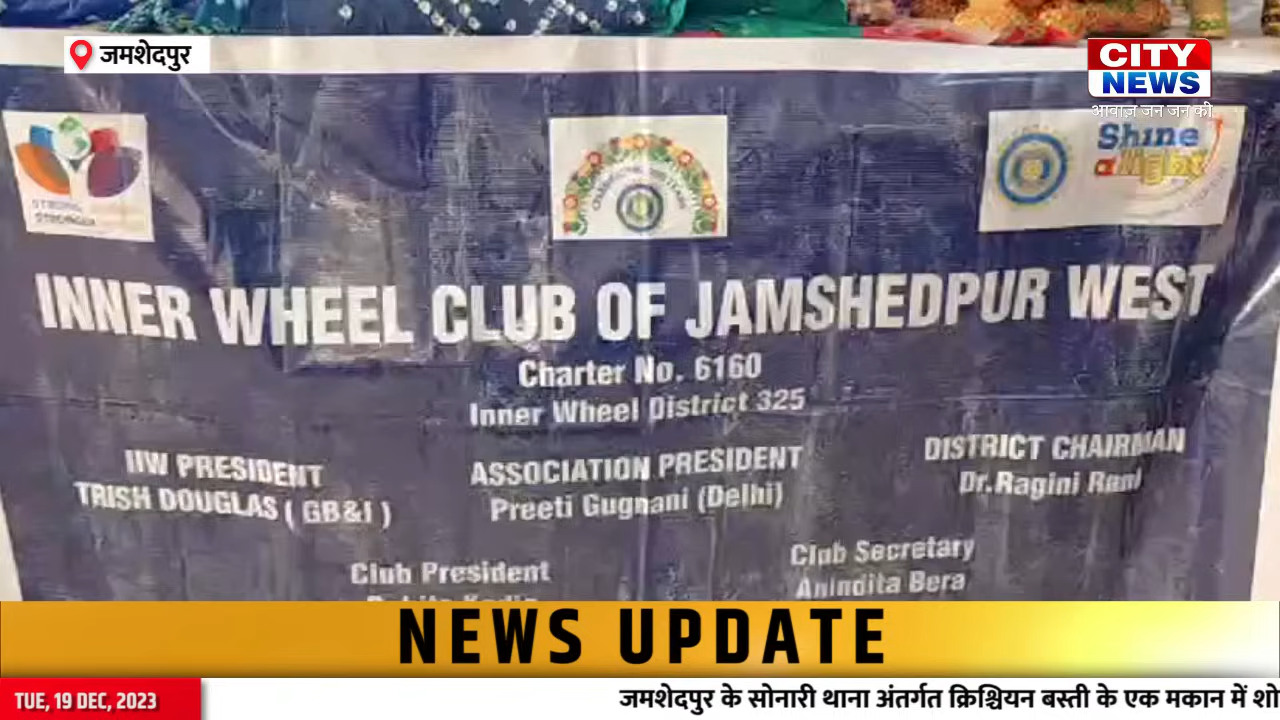 जमशेदपुर
CITY
NEWS
आवाज़ जन जन की
Shine
a light
INNER WHEEL CLUB OF JAMSHEDPUR WEST
Charter No. 6160
Inner Wheel District 325
IIW PRESIDENT
TRISH DOUGLAS ( GB&I )
ASSOCIATION PRESIDENT
Preeti Gugnani (Delhi)
DISTRICT CHAIRMAN
Dr.Ragini Rani
Club President
Club Secretary
Anindita Bera
NEWS UPDATE
TUE, 19 DEC, 2023
जमशेदपुर के सोनारी थाना अंतर्गत क्रिश्चियन बस्ती के एक मकान में शो